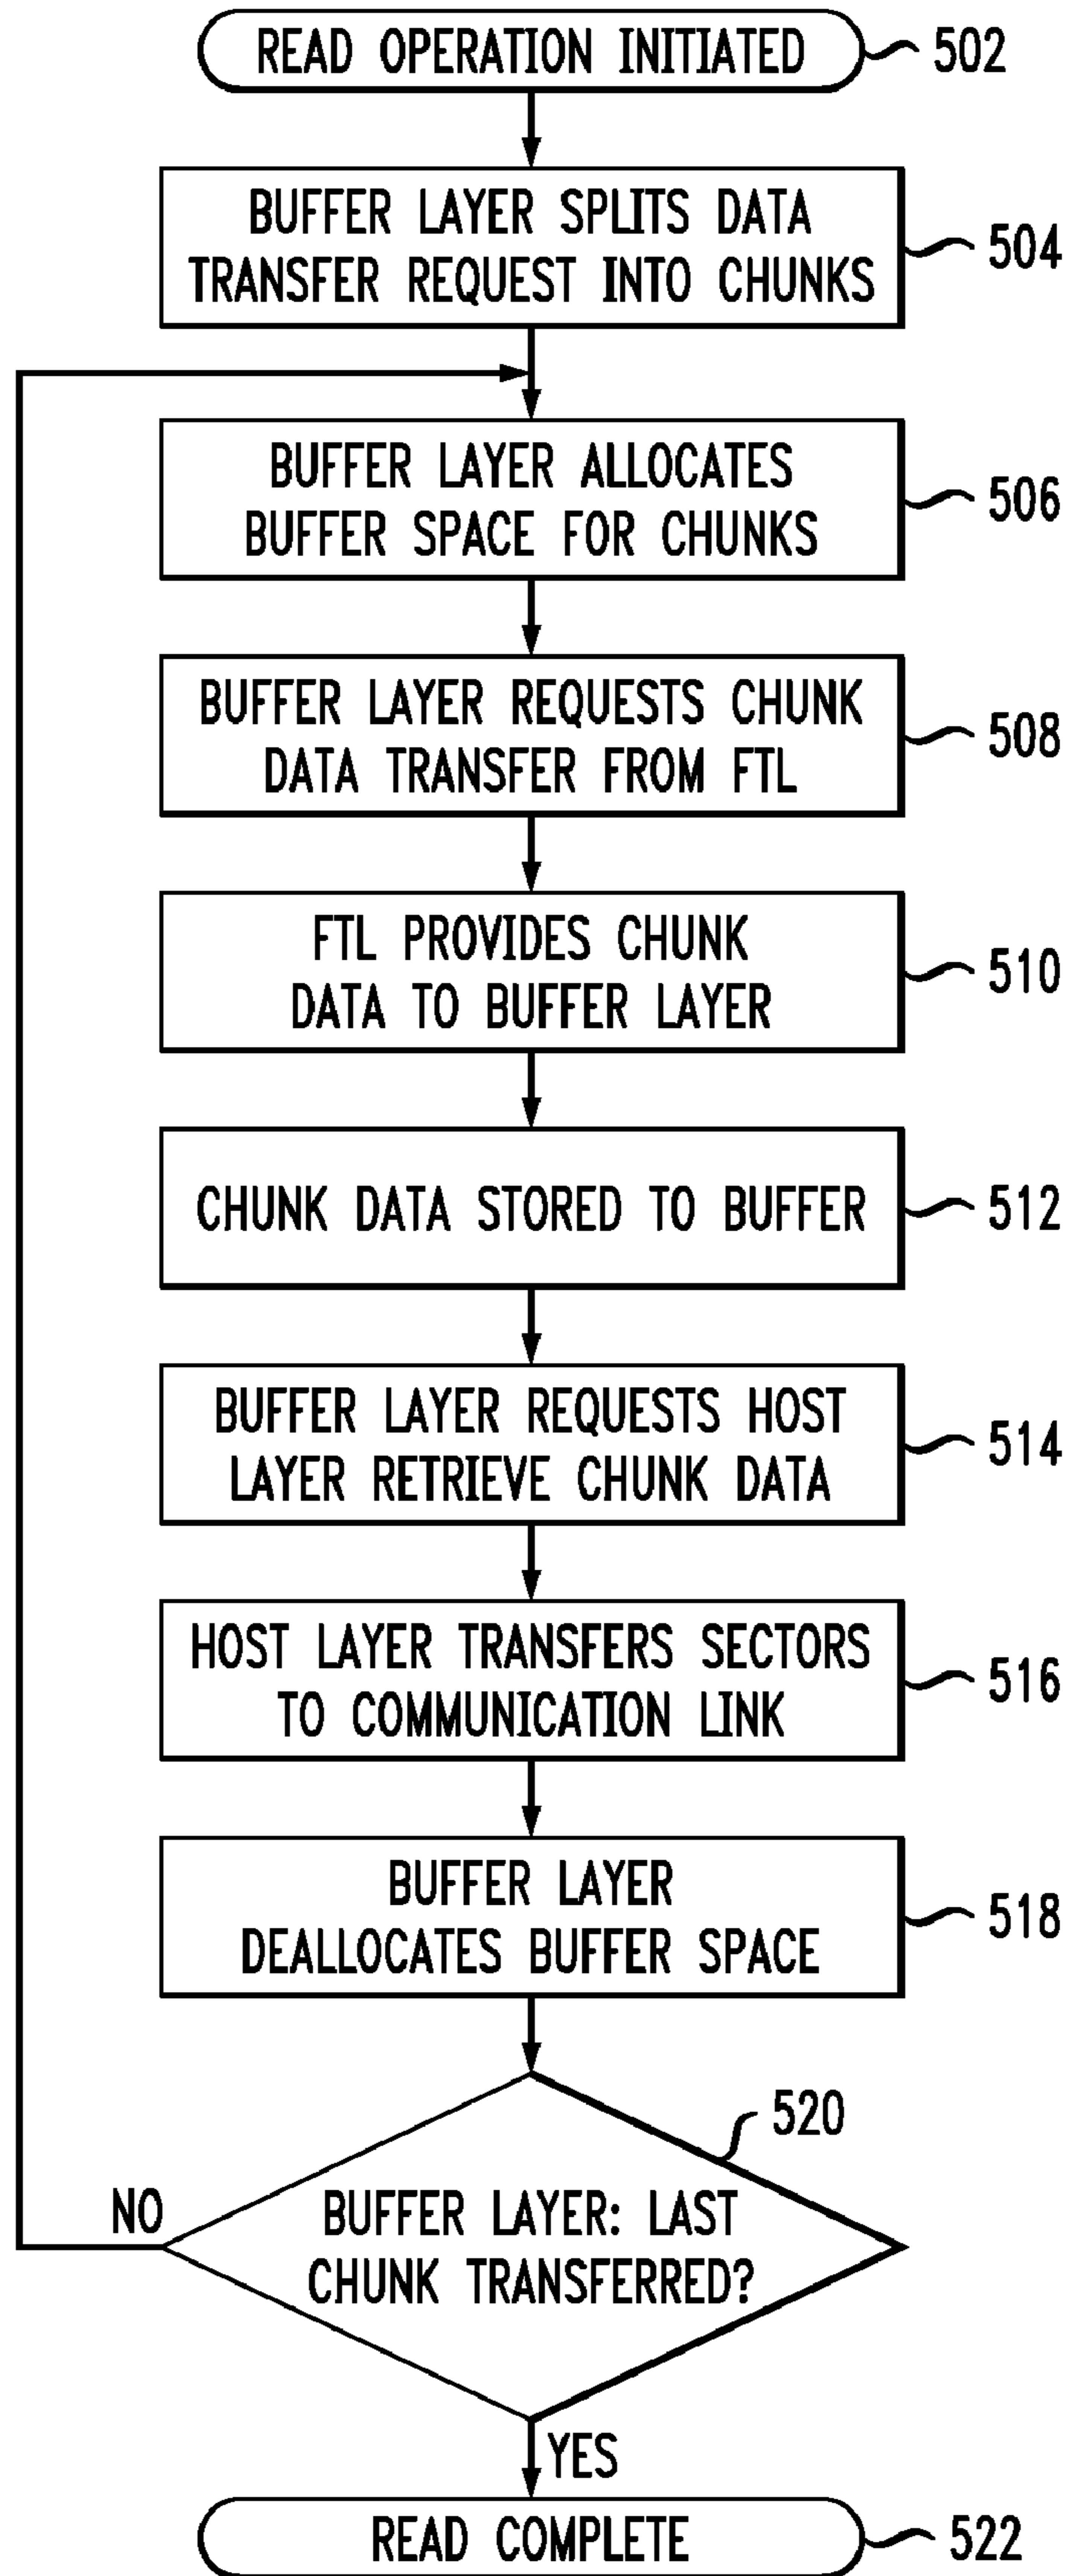 READ OPERATION INITIATED
502
BUFFER LAYER SPLITS DATA
TRANSFER REQUEST INTO CHUNKS
504
BUFFER LAYER ALLOCATES
BUFFER SPACE FOR CHUNKS
506
BUFFER LAYER REQUESTS CHUNK
DATA TRANSFER FROM FTL
508
FTL PROVIDES CHUNK
DATA TO BUFFER LAYER
510
CHUNK DATA STORED TO BUFFER
512
BUFFER LAYER REQUESTS HOST
LAYER RETRIEVE CHUNK DATA
514
HOST LAYER TRANSFERS SECTORS
TO COMMUNICATION LINK
516
BUFFER LAYER
DEALLOCATES BUFFER SPACE
518
520
NO
BUFFER LAYER: LAST
CHUNK TRANSFERRED?
YES
READ COMPLETE
522